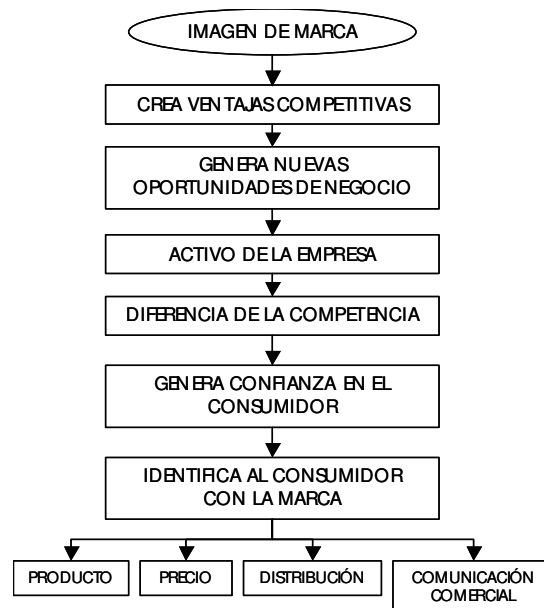 IMAGEN DE MARCA
CREA VENTAJAS COMPETITIVAS
GENERA NUEVAS
OPORTUNIDADES DE NEGOCIO
ACTIVO DE LA EMPRESA
DIFERENCIA DE LA COMPETENCIA
GENERA CONFIANZA EN EL
CONSUMIDOR
IDENTIFICA AL CONSUMIDOR
CON LA MARCA
PRODUCTO
PRECIO
DISTRIBUCIÓN
COMUNICACIÓN
COMERCIAL